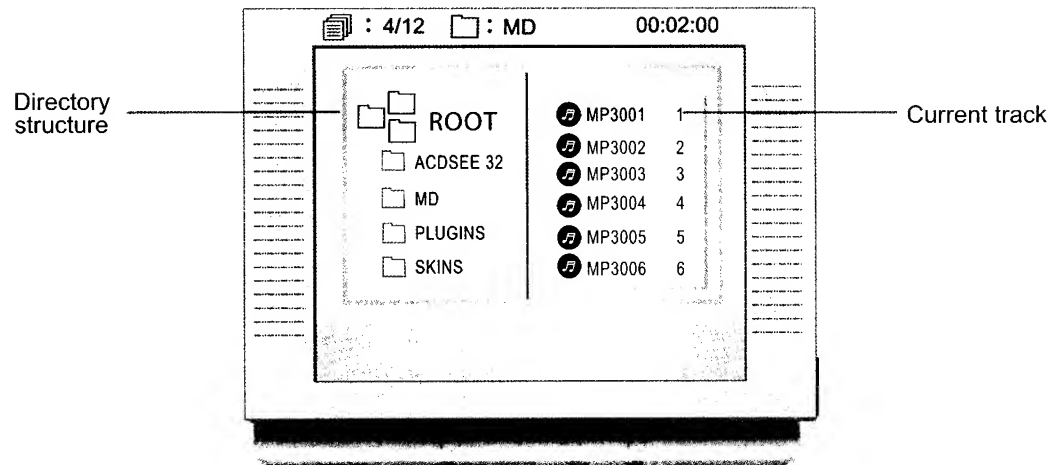 : 4/12 : MD 00:02:00
Directory
structure
ROOT
ACDSEE 32
MD
PLUGINS
SKINS
MP3001 1
MP3002 2
MP3003 3
MP3004 4
MP3005 5
MP3006 6
Current track